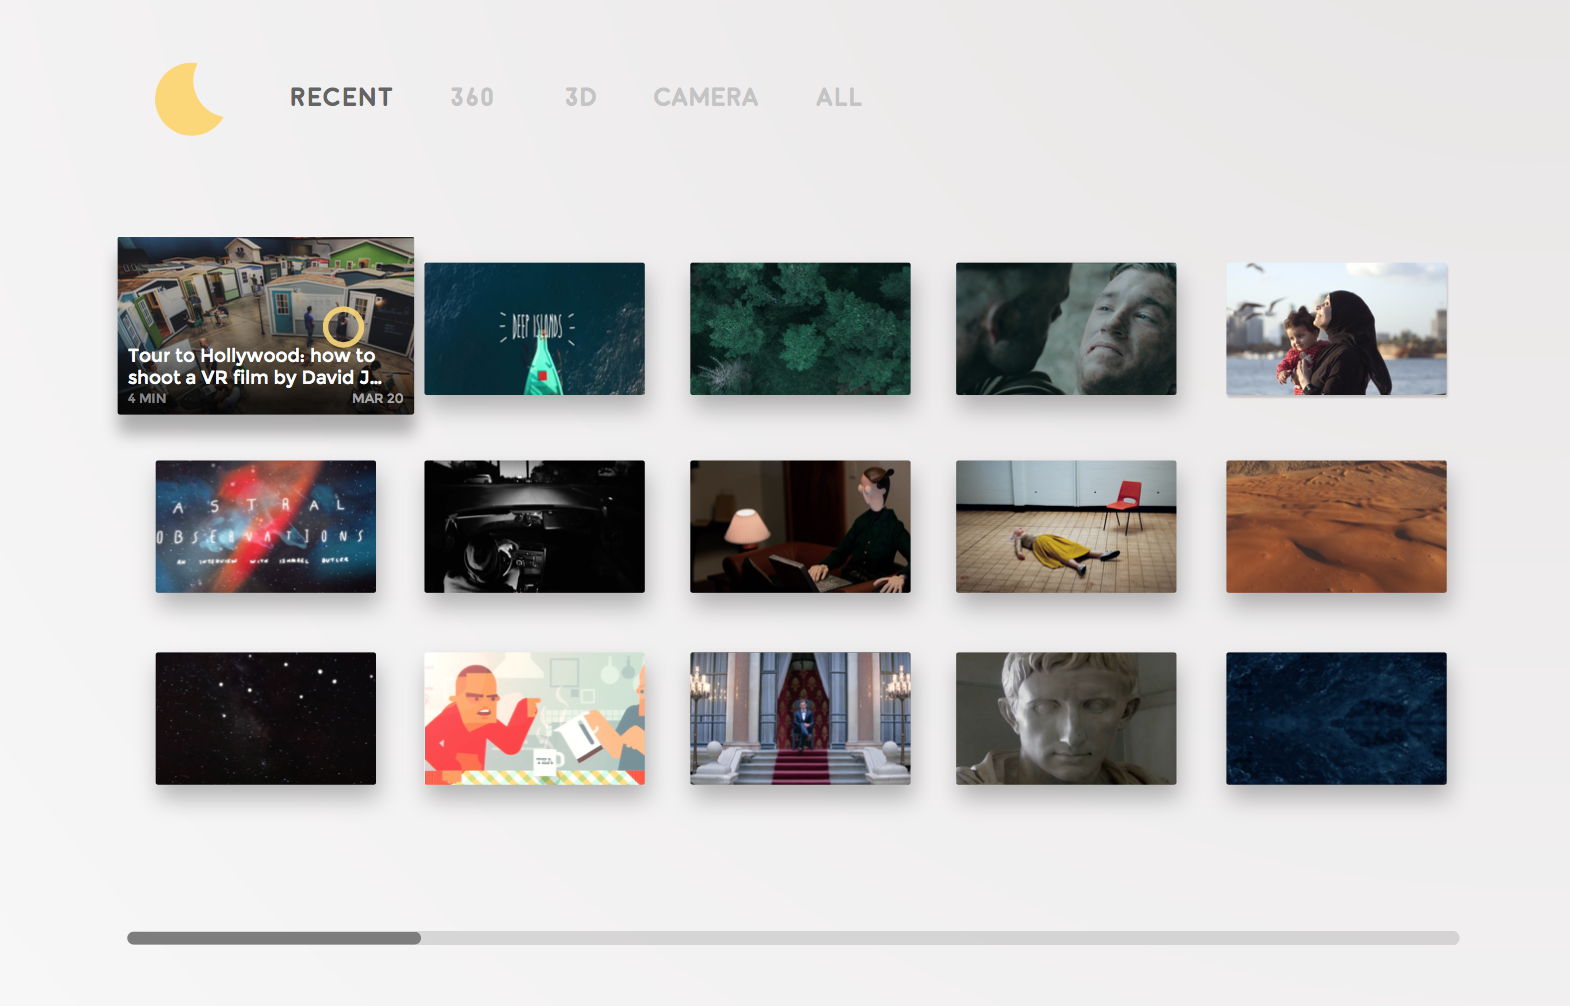 RECENT 360 3D CAMERA ALL
DEEP ISLANDS
Tour to Hollywood: how to
shoot a VR film by David J...
4 MIN MAR 20
ASTRAL
OBSERVATIONS
AN INTERVIEW WITH ISHMAEL BUTLER